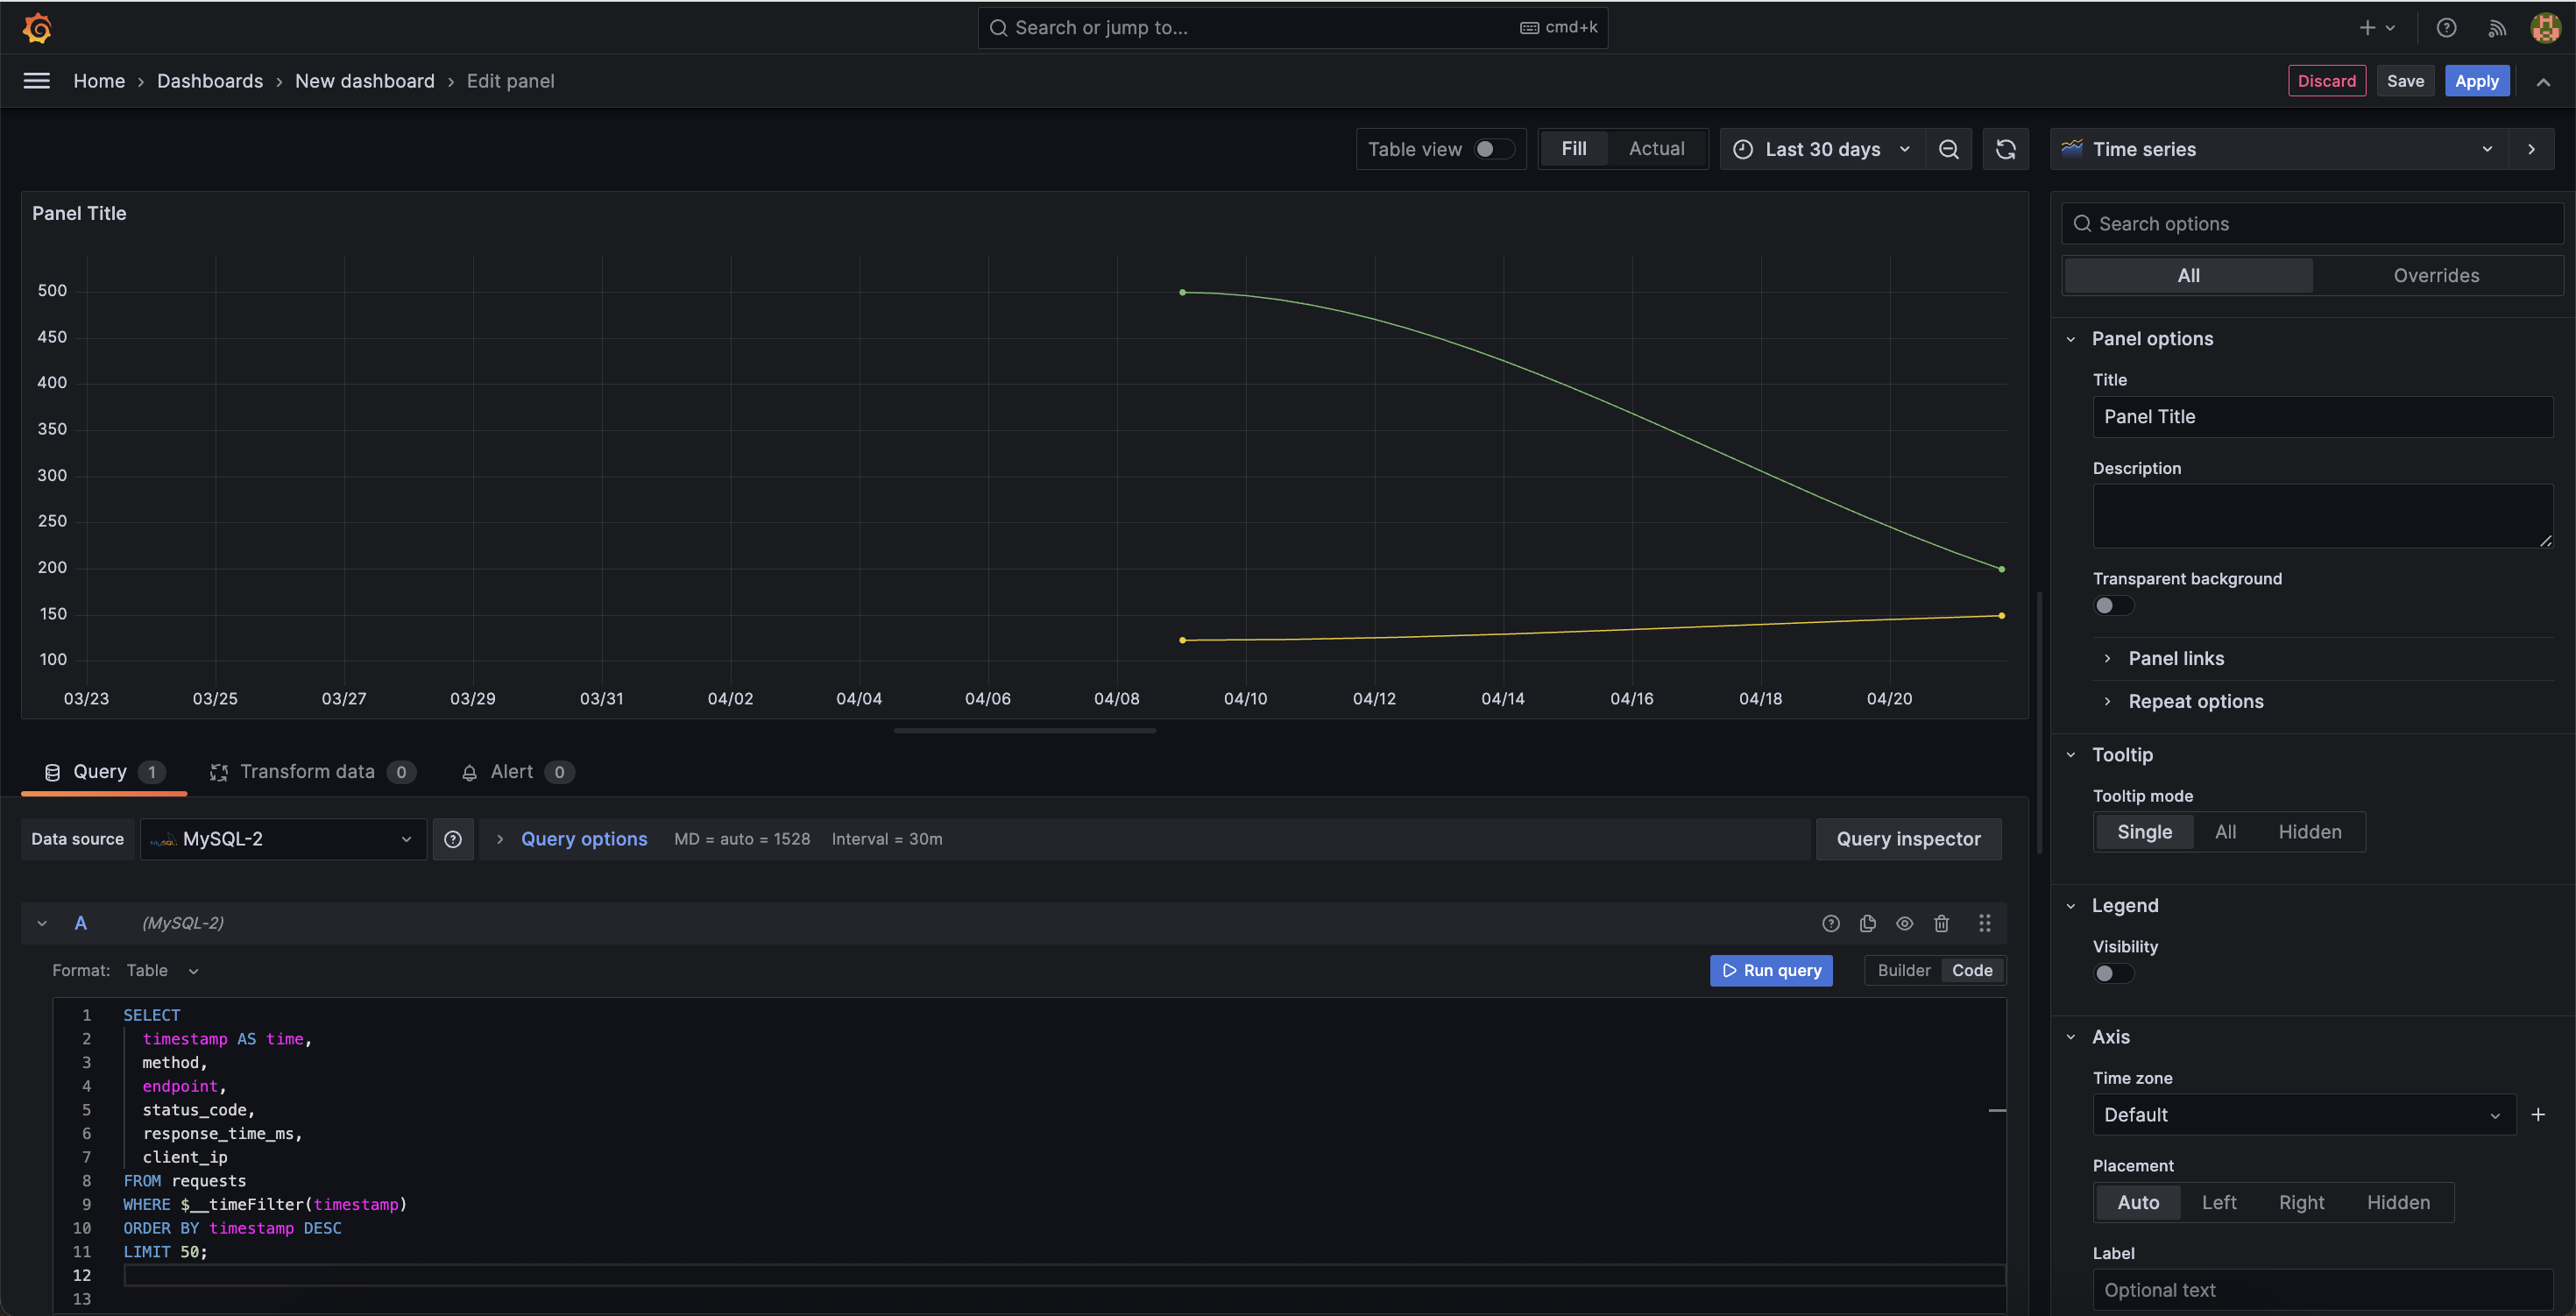 Search or jump to...
cmd+k
Home › Dashboards › New dashboard › Edit panel
Discard
Save
Apply
Table view
Fill
Actual
Last 30 days
Time series
Panel Title
500
450
400
350
300
250
200
150
100
03/23 03/25 03/27 03/29 03/31 04/02 04/04 04/06 04/08 04/10 04/12 04/14 04/16 04/18 04/20
Query 1
Transform data 0
Alert 0
Data source
MySQL-2
Query options
MD = auto = 1528
Interval = 30m
Query inspector
A
(MySQL-2)
Format: Table
Run query
Builder
Code
1 SELECT
2 timestamp AS time,
3 method,
4 endpoint,
5 status_code,
6 response_time_ms,
7 client_ip
8 FROM requests
9 WHERE $__timeFilter(timestamp)
10 ORDER BY timestamp DESC
11 LIMIT 50;
12
13
Search options
All
Overrides
Panel options
Title
Panel Title
Description
Transparent background
Panel links
Repeat options
Tooltip
Tooltip mode
Single
All
Hidden
Legend
Visibility
Axis
Time zone
Default
Placement
Auto
Left
Right
Hidden
Label
Optional text